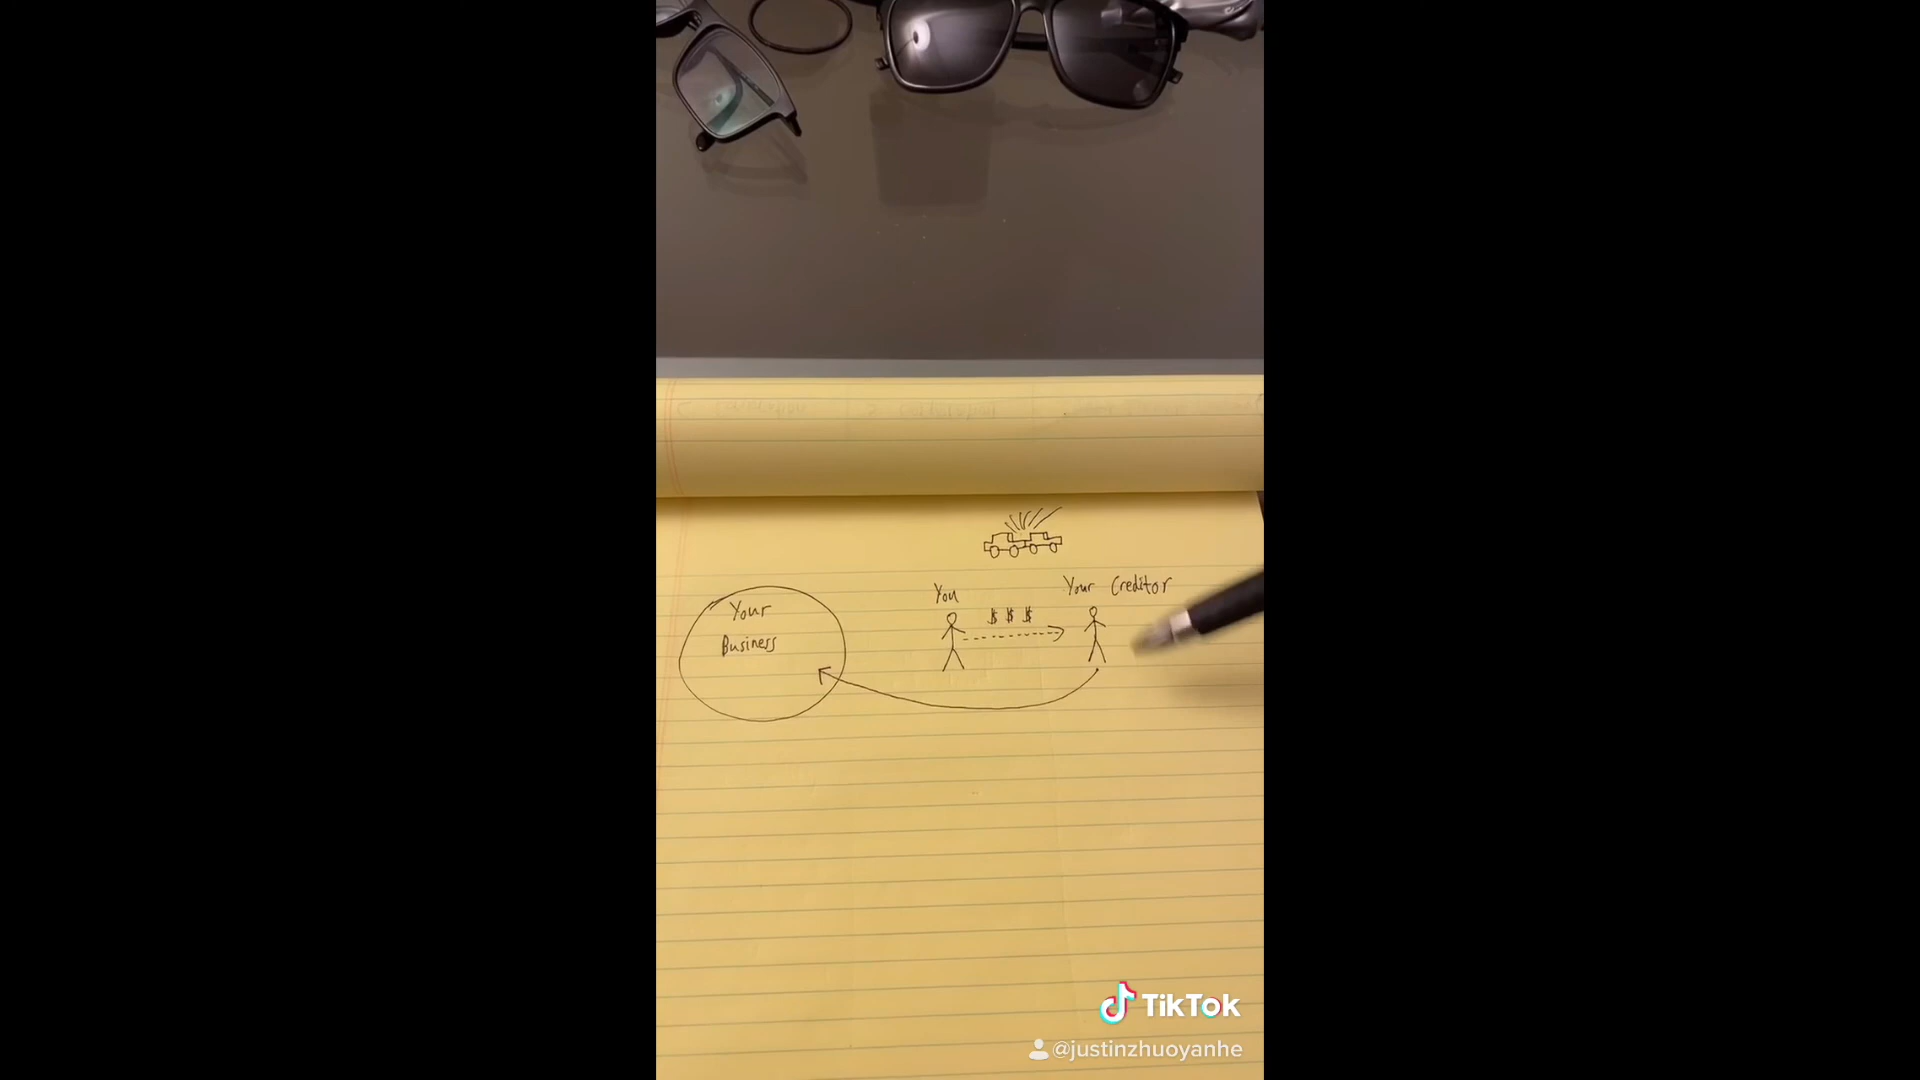 You
Your Creditor
$ $ $
Your
Business
TikTok
@justinzhuoyanhe